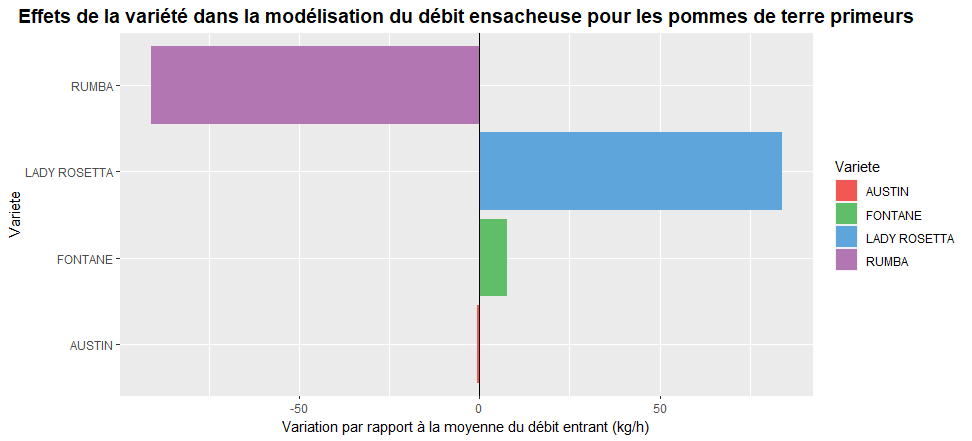 Effets de la variété dans la modélisation du débit ensacheuse pour les pommes de terre primeurs
Variete
RUMBA
LADY ROSETTA
FONTANE
AUSTIN
-50
0
50
Variation par rapport à la moyenne du débit entrant (kg/h)
Variete
AUSTIN
FONTANE
LADY ROSETTA
RUMBA